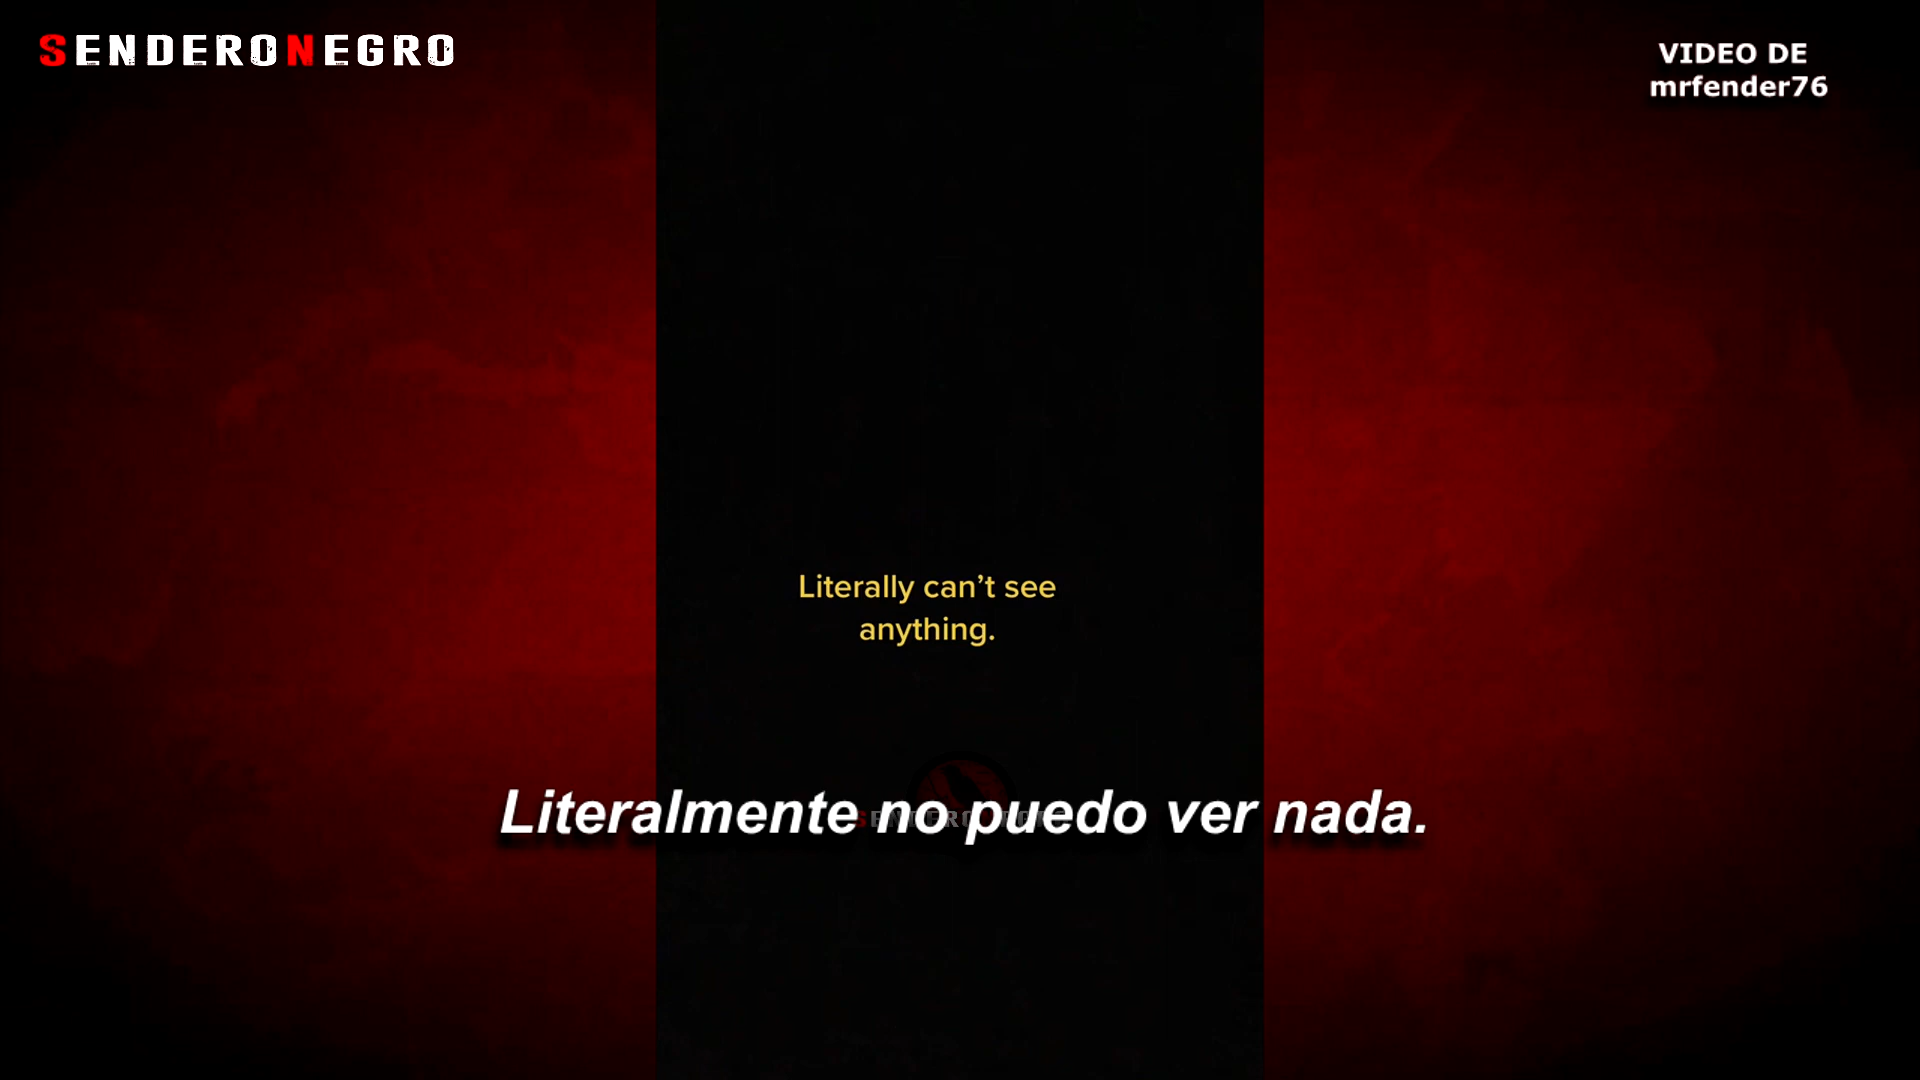 SENDERONEGRO
VIDEO DE
mrfender76
Literally can’t see
anything.
Literalmente no puedo ver nada.